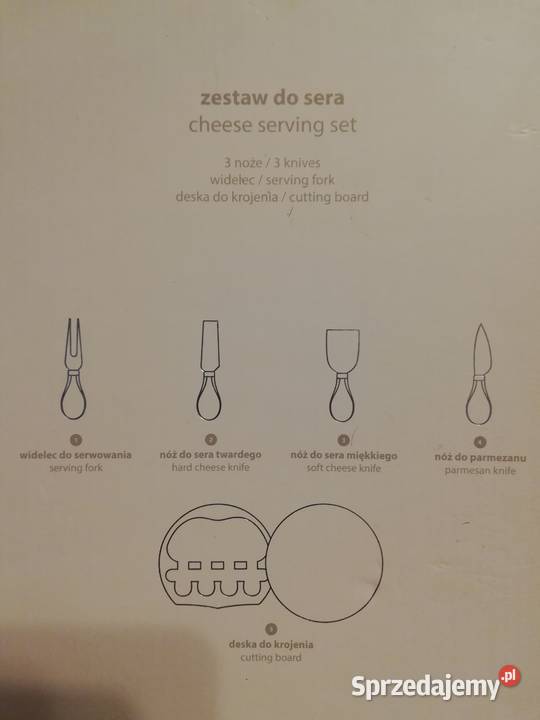 zestaw do sera
cheese serving set
3 noże / 3 knives
widelec / serving fork
deska do krojenia / cutting board
1
2
3
4
widelec do serwowania
nóż do sera twardego
nóż do sera miękkiego
nóż do parmezanu
serving fork
hard cheese knife
soft cheese knife
parmesan knife
5
deska do krojenia
cutting board
Sprzedajemy.pl